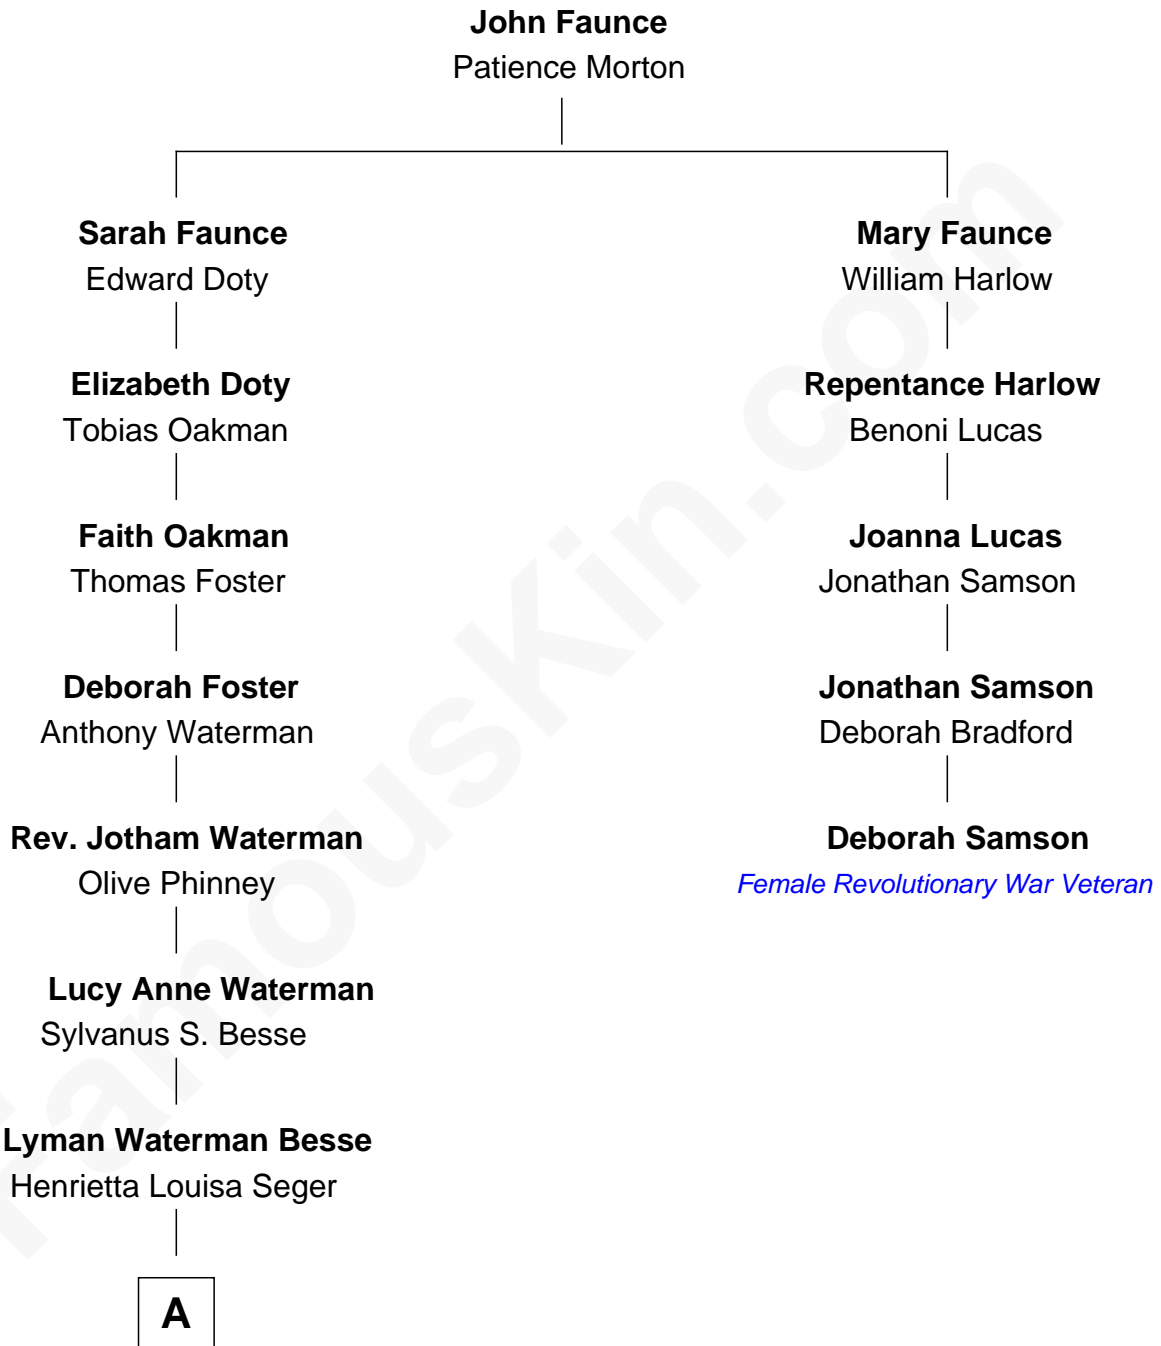 John Faunce
Patience Morton
Sarah Faunce
Edward Doty
Mary Faunce
William Harlow
Elizabeth Doty
Tobias Oakman
Repentance Harlow
Benoni Lucas
Faith Oakman
Thomas Foster
Joanna Lucas
Jonathan Samson
Deborah Foster
Anthony Waterman
Jonathan Samson
Deborah Bradford
Rev. Jotham Waterman
Olive Phinney
Deborah Samson
Female Revolutionary War Veteran
Lucy Anne Waterman
Sylvanus S. Besse
Lyman Waterman Besse
Henrietta Louisa Seger
A
FamousKin.com